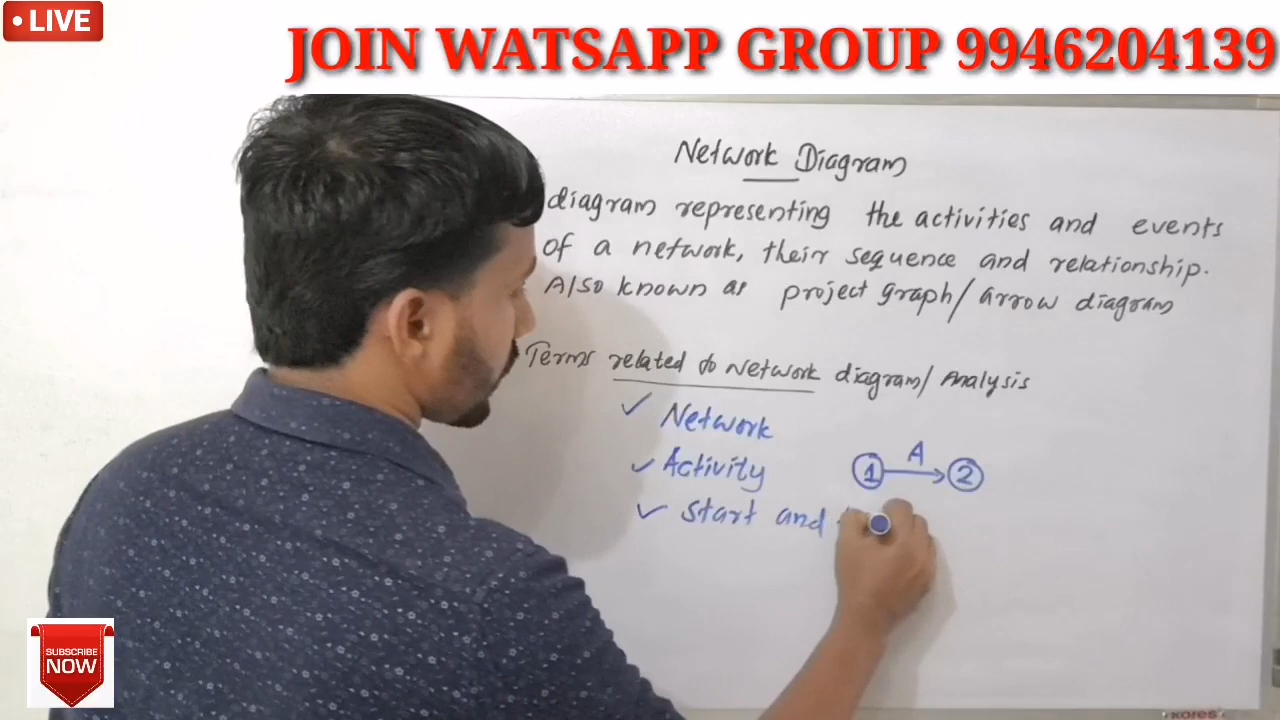 LIVE
JOIN WATSAPP GROUP 9946204139
Network Diagram
diagram representing the activities and events
of a network, their sequence and relationship.
Also known as project graph/arrow diagram
Terms related to Network diagram/ Analysis
✓ Network
✓ Activity
A
1 2
✓ Start and
SUBSCRIBE
NOW
KORES